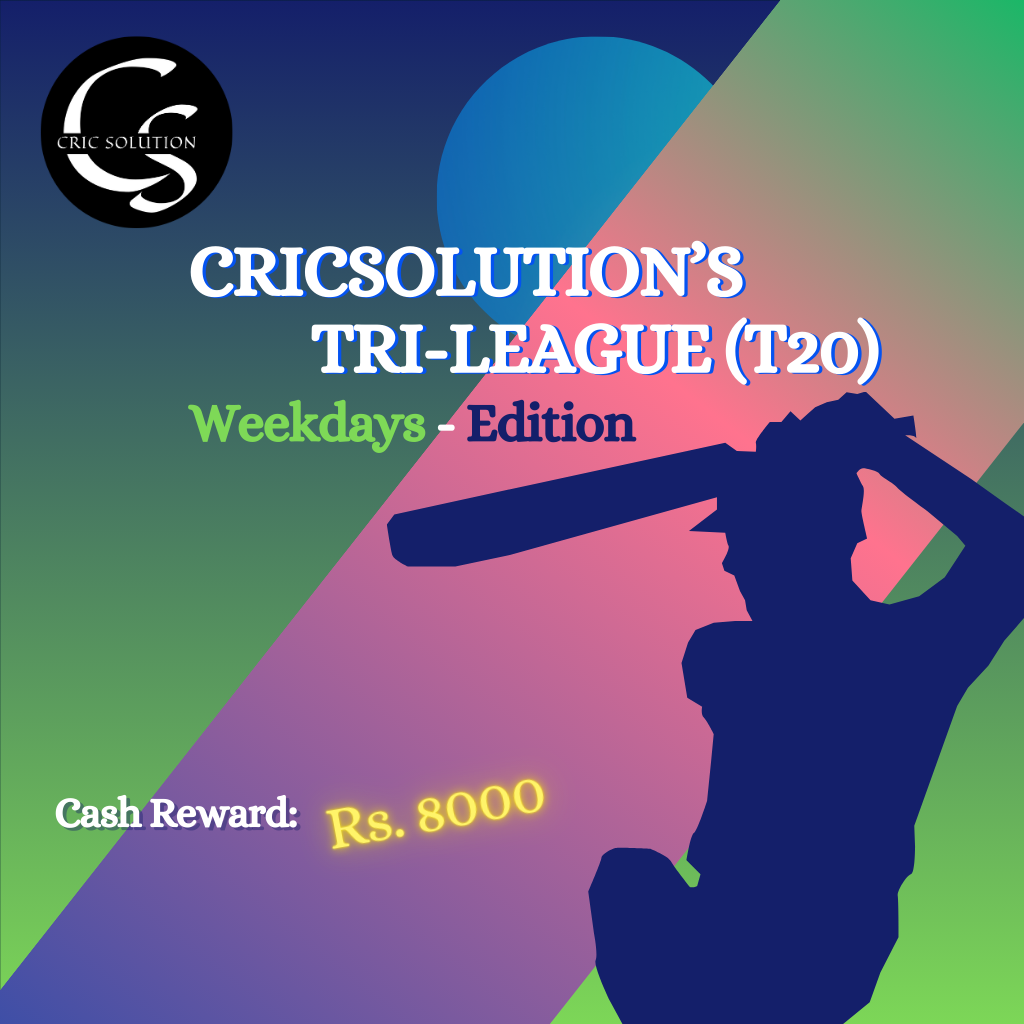 CRIC SOLUTION
CRICSOLUTION'S
TRI-LEAGUE (T20)
Weekdays - Edition
Cash Reward: Rs. 8000